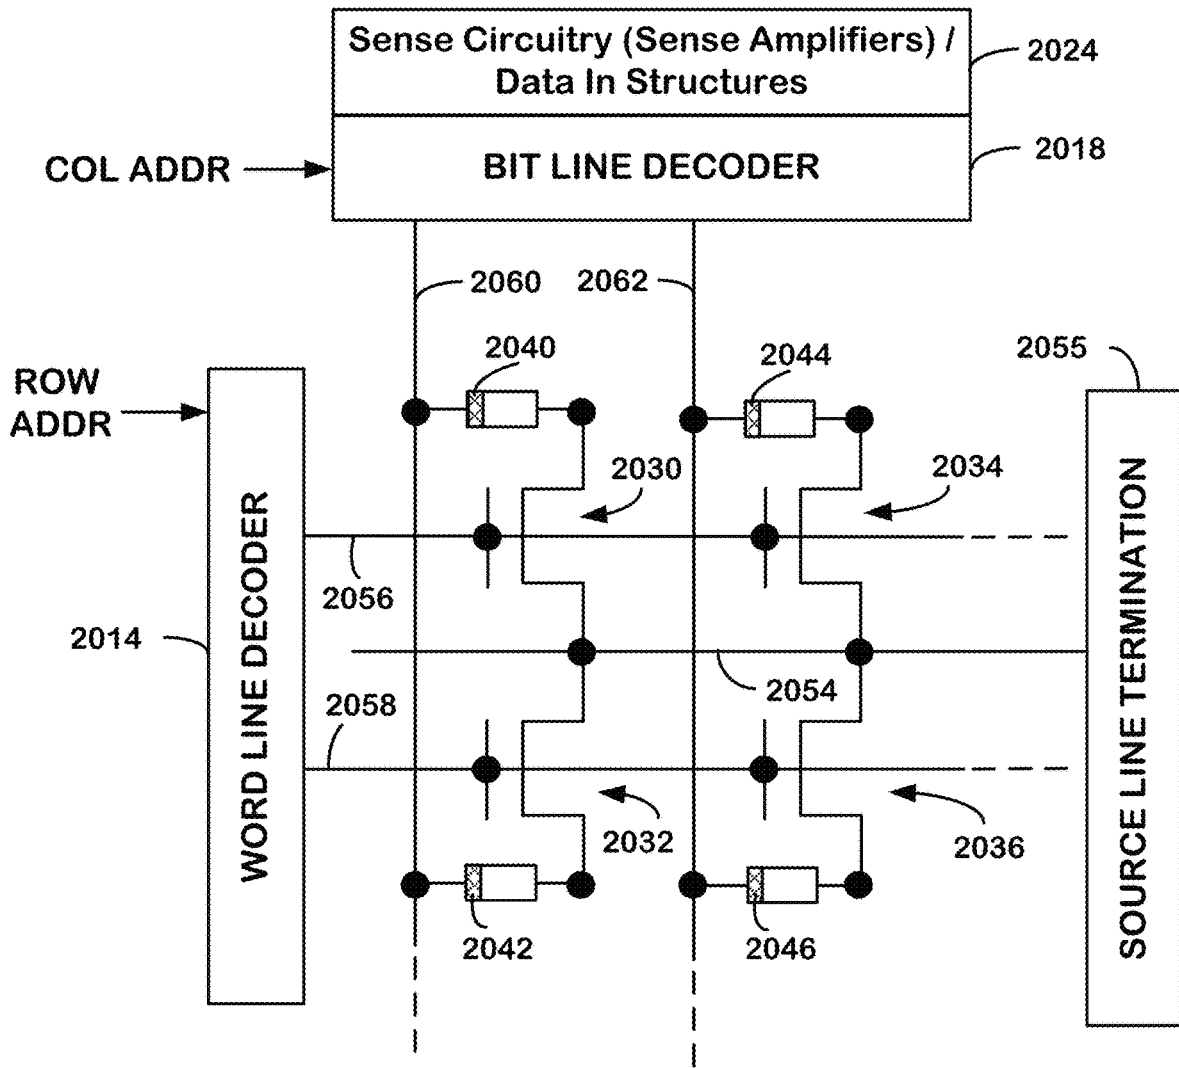 Sense Circuitry (Sense Amplifiers) /
Data In Structures
2024
COL ADDR
BIT LINE DECODER
2018
2060
2062
2040
2044
2055
ROW
ADDR
2030
2034
WORD LINE DECODER
SOURCE LINE TERMINATION
2056
2014
2054
2058
2032
2036
2042
2046